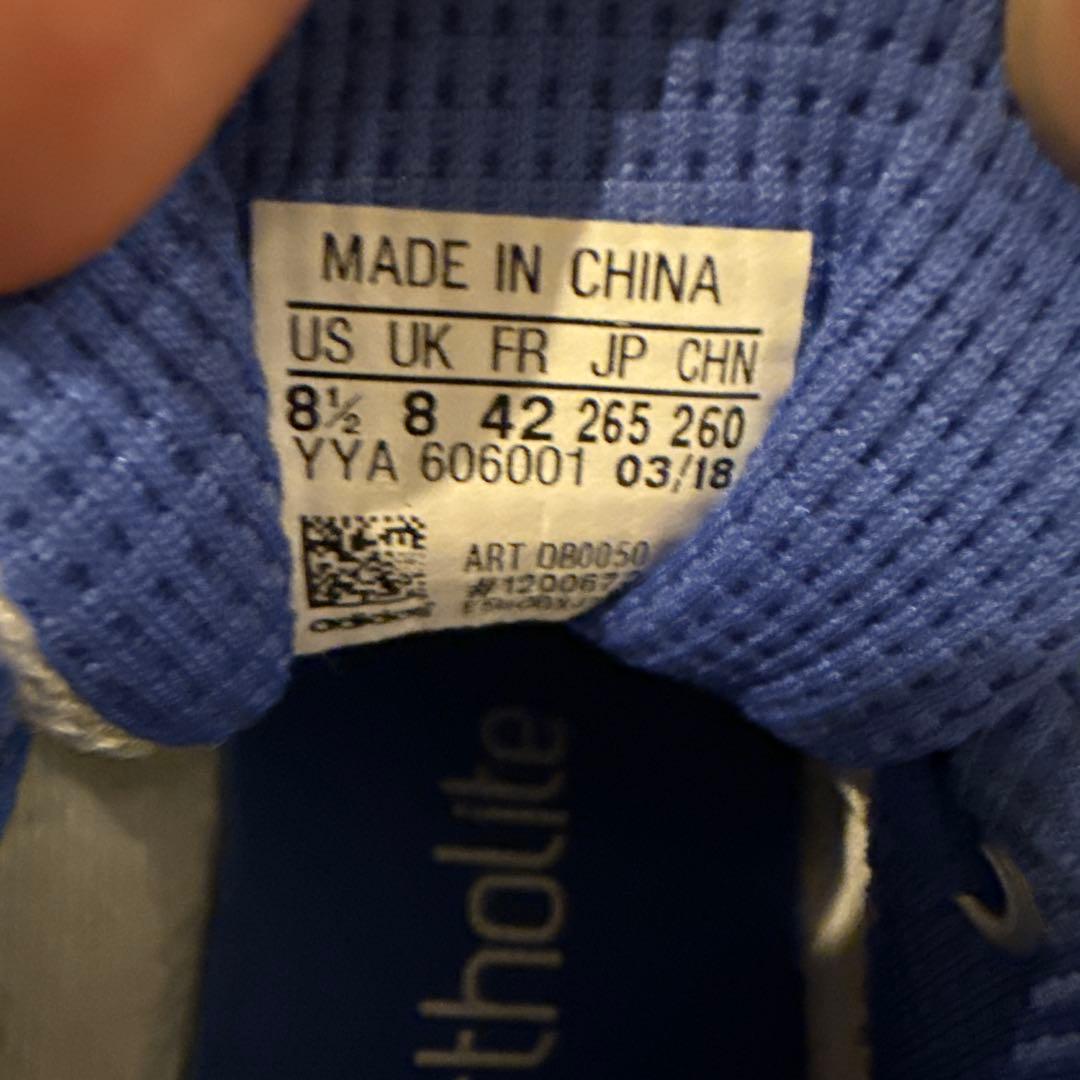 MADE IN CHINA
US UK FR JP CHN
8½ 8 42 265 260
YYA 606001 03/18
ART DB0050
adidas
tholite